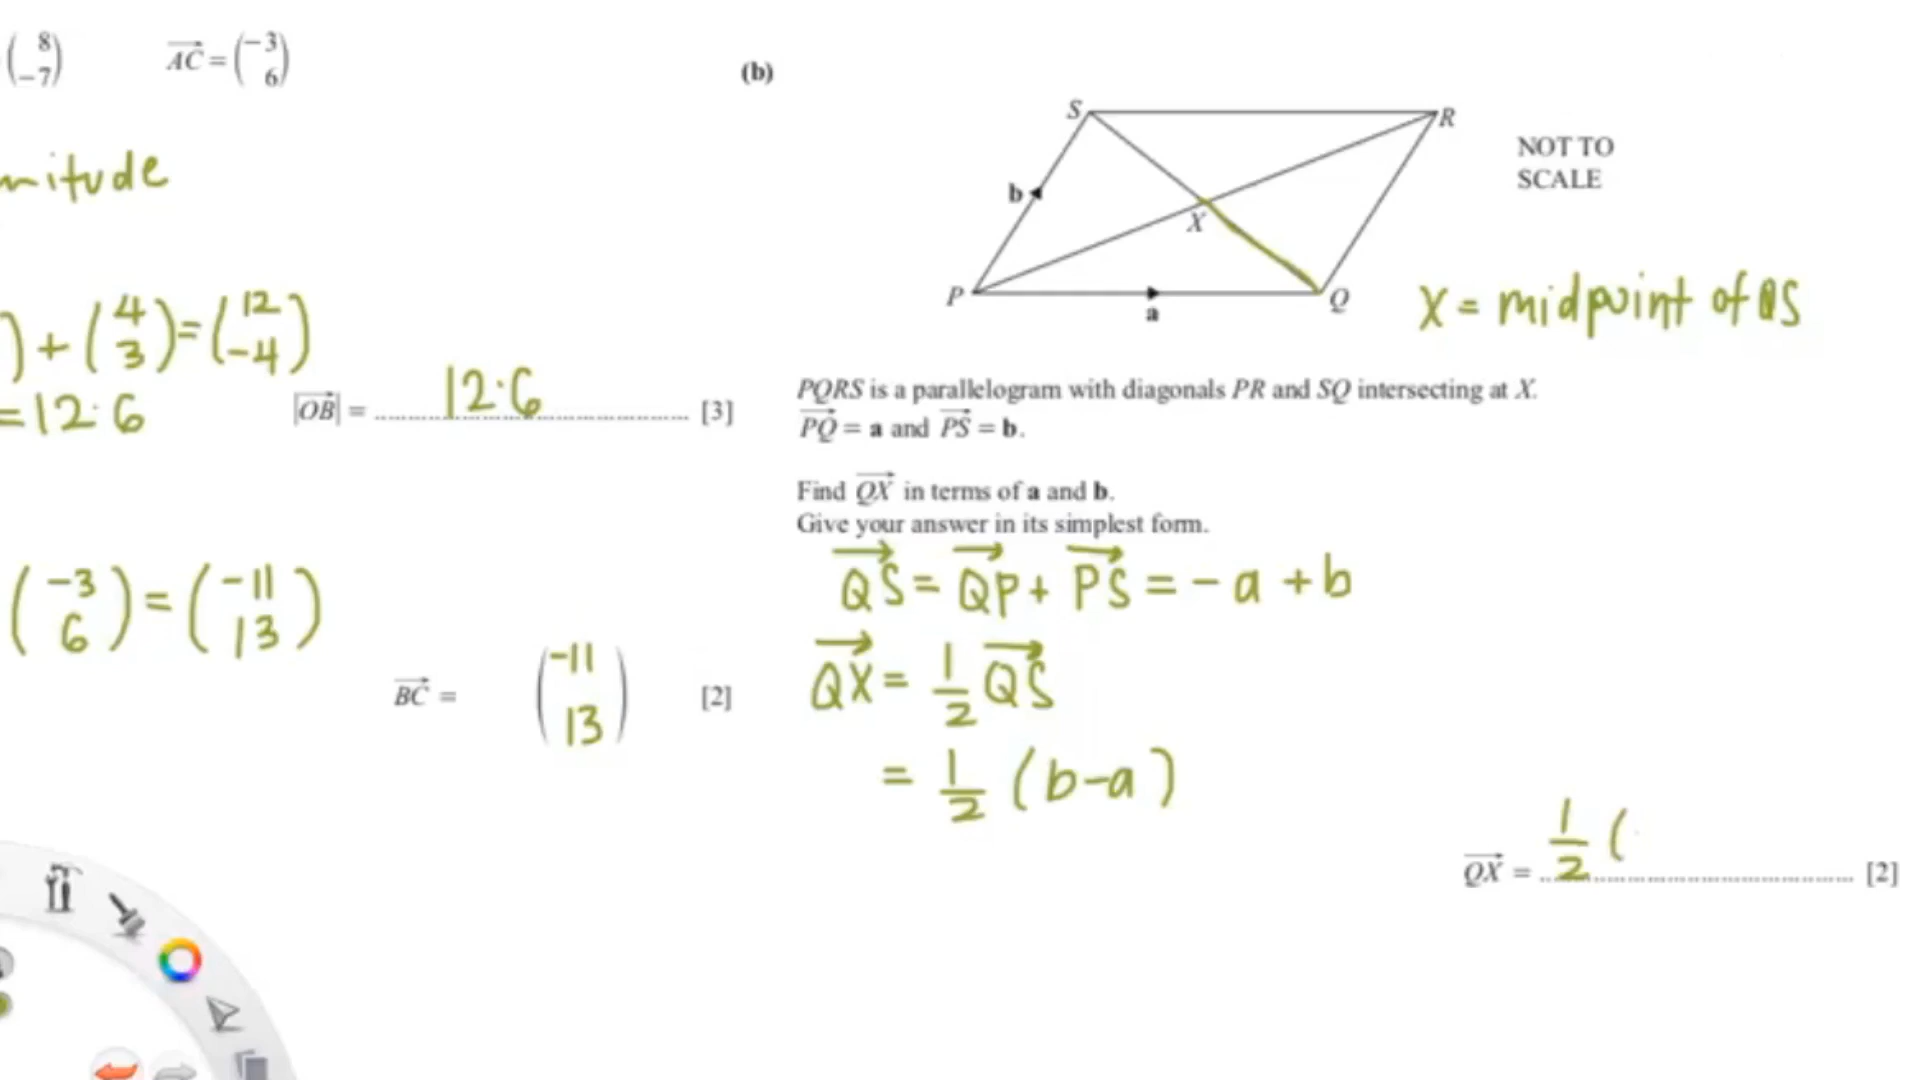 ( 8 -7 ) AC = ( -3 6 )
nitude
) + ( 4 3 ) = ( 12 -4 )
= 12.6
|OB| = 12.6 [3]
( -3 6 ) = ( -11 13 )
BC = ( -11 13 ) [2]
(b)
S
R
b
X
P
Q
a
NOT TO
SCALE
X = midpoint of QS
PQRS is a parallelogram with diagonals PR and SQ intersecting at X.
PQ = a and PS = b.
Find QX in terms of a and b.
Give your answer in its simplest form.
QS = QP + PS = - a + b
QX = 1/2 QS
= 1/2 (b-a)
QX = 1/2 ( [2]